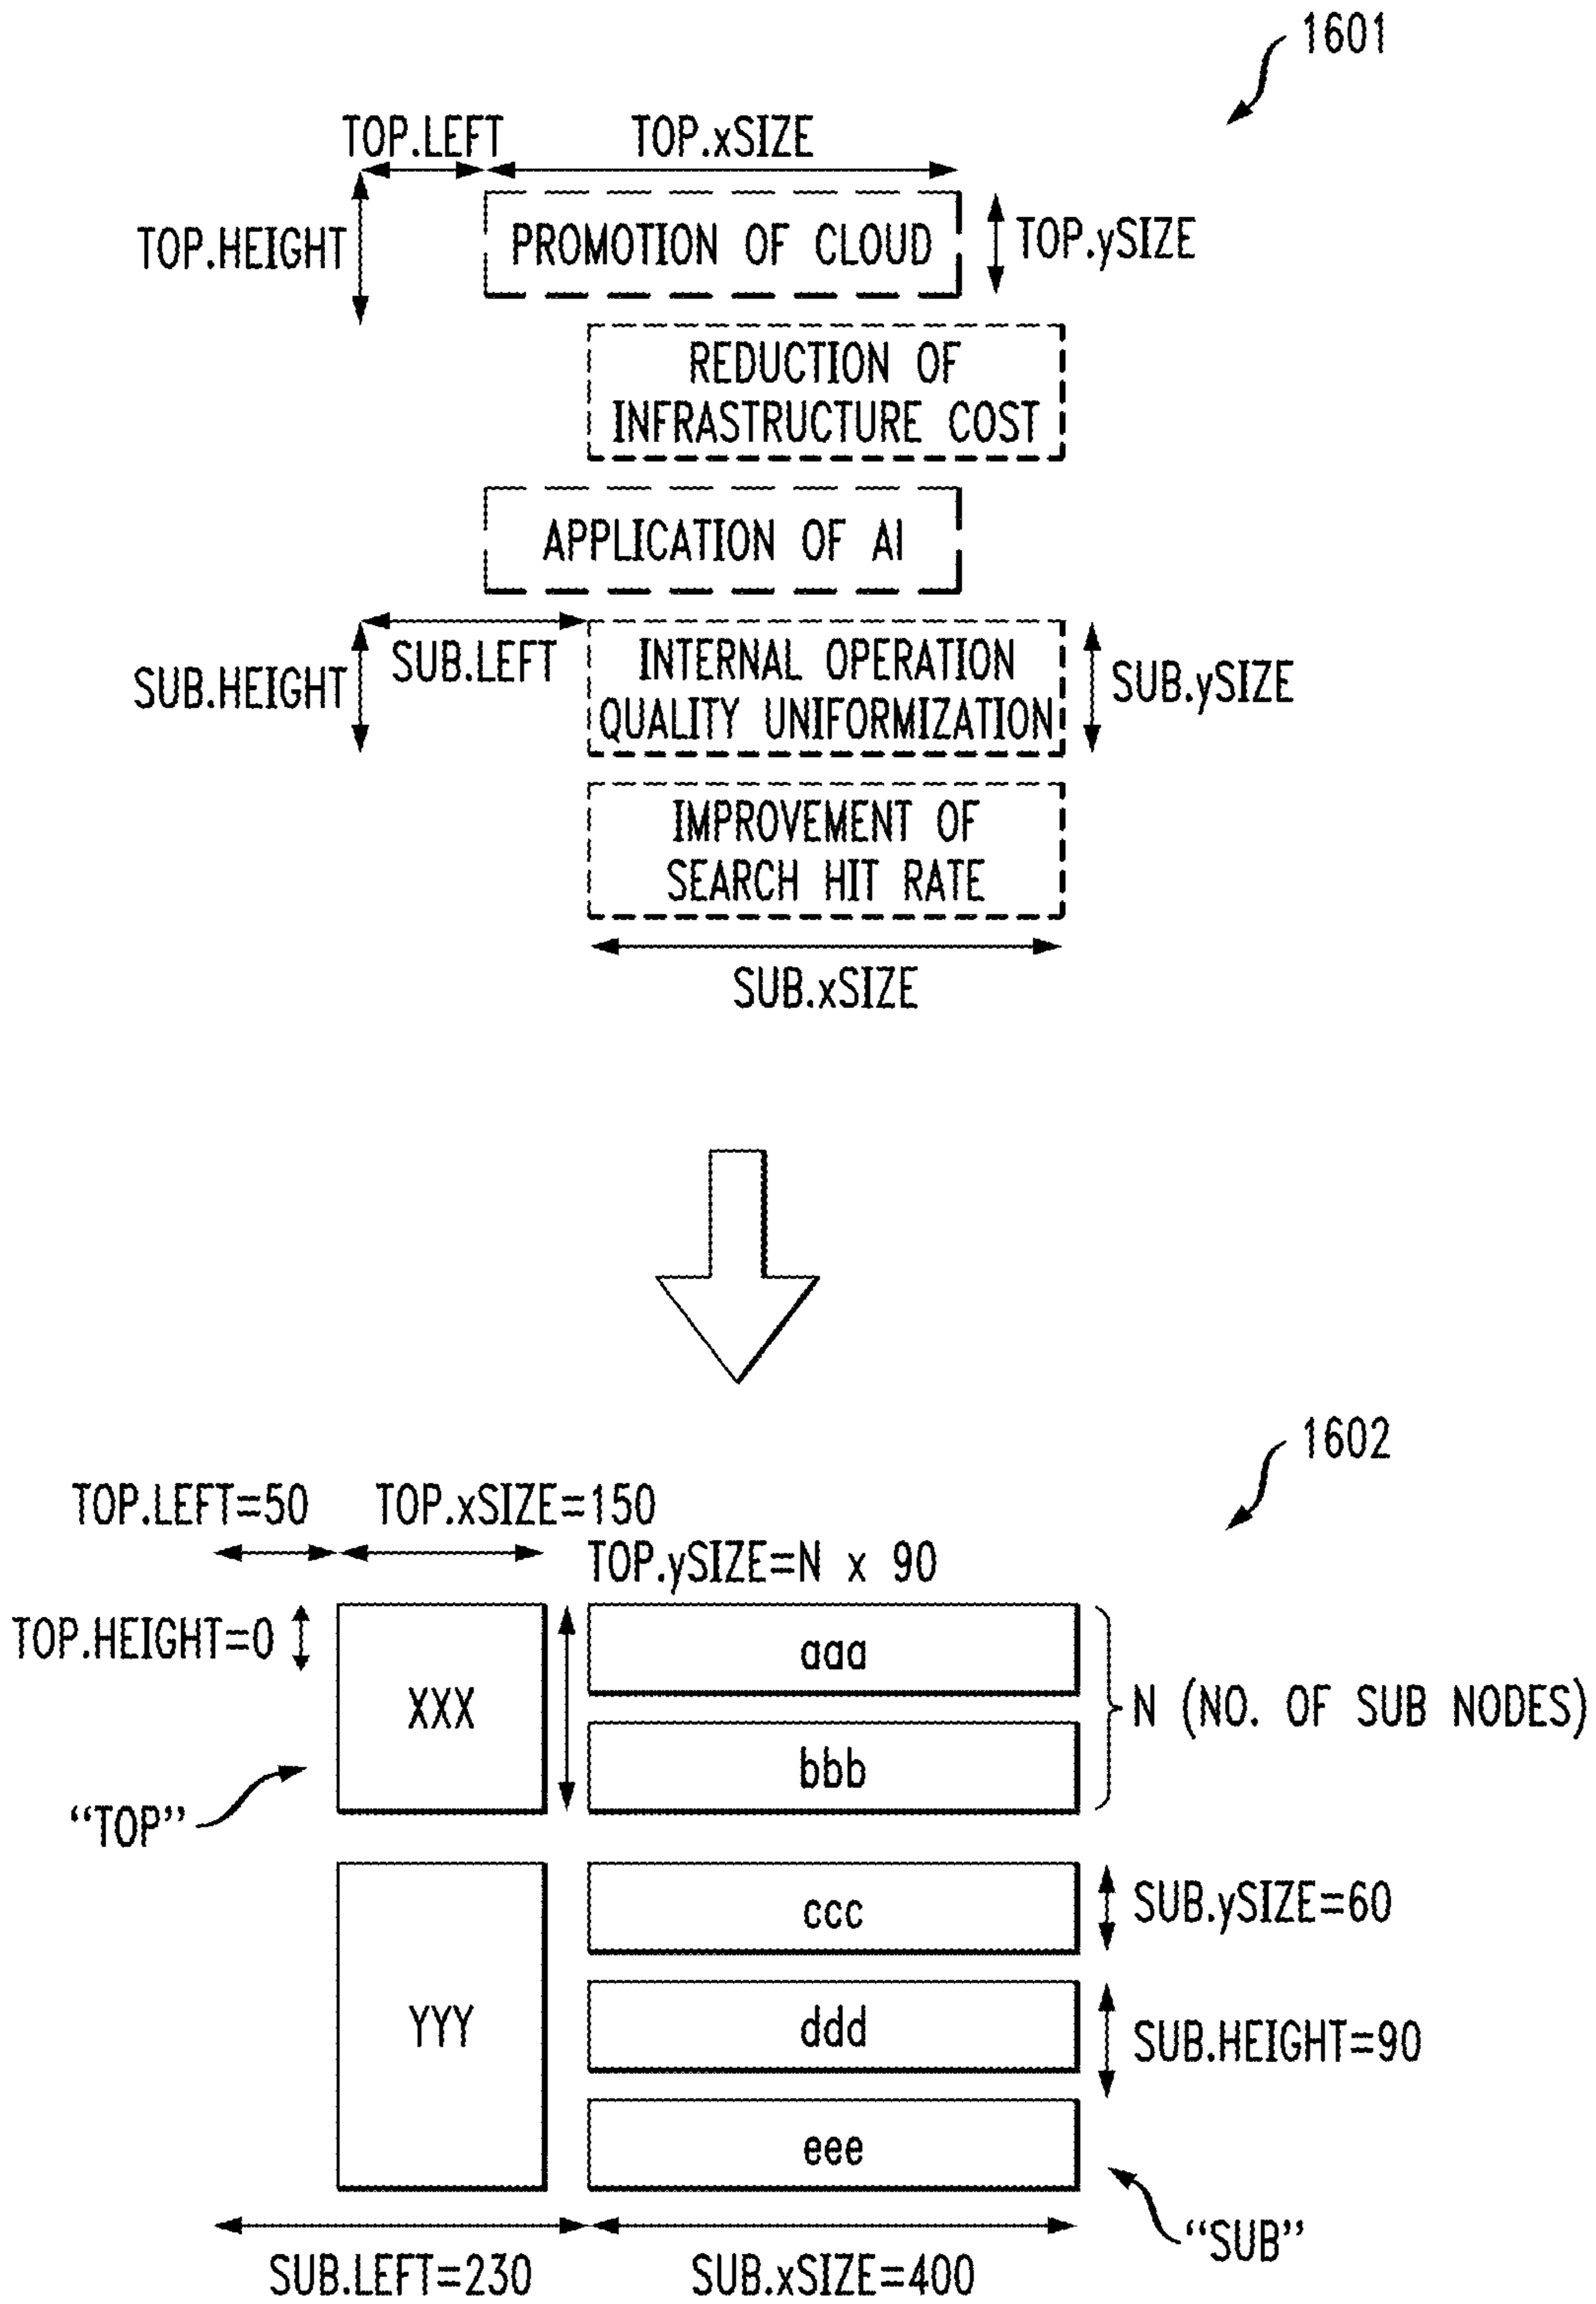 1601
TOP.LEFT
TOP.xSIZE
TOP.HEIGHT
PROMOTION OF CLOUD
TOP.ySIZE
REDUCTION OF
INFRASTRUCTURE COST
APPLICATION OF AI
SUB.HEIGHT
SUB.LEFT
INTERNAL OPERATION
QUALITY UNIFORMIZATION
SUB.ySIZE
IMPROVEMENT OF
SEARCH HIT RATE
SUB.xSIZE
1602
TOP.LEFT=50
TOP.xSIZE=150
TOP.ySIZE=N x 90
TOP.HEIGHT=0
XXX
aaa
bbb
N (NO. OF SUB NODES)
“TOP”
YYY
ccc
SUB.ySIZE=60
ddd
SUB.HEIGHT=90
eee
“SUB”
SUB.LEFT=230
SUB.xSIZE=400